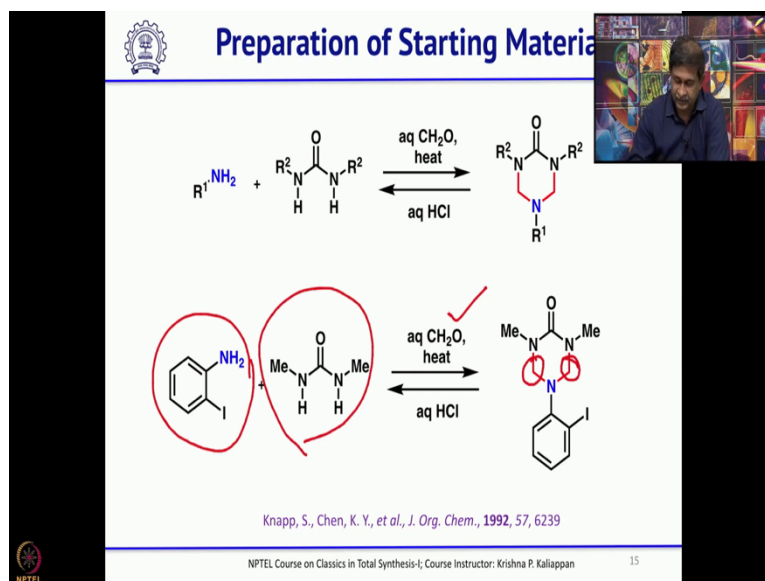 Preparation of Starting Materia
R¹ NH₂ + R² N H O N H R² aq CH₂O, heat aq HCl R² N O N R² N R¹
NH₂ I + Me N H O N H Me aq CH₂O, heat aq HCl Me N O N Me N I
Knapp, S., Chen, K. Y., et al., J. Org. Chem., 1992, 57, 6239
NPTEL Course on Classics in Total Synthesis-I; Course Instructor: Krishna P. Kaliappan 15
NPTEL